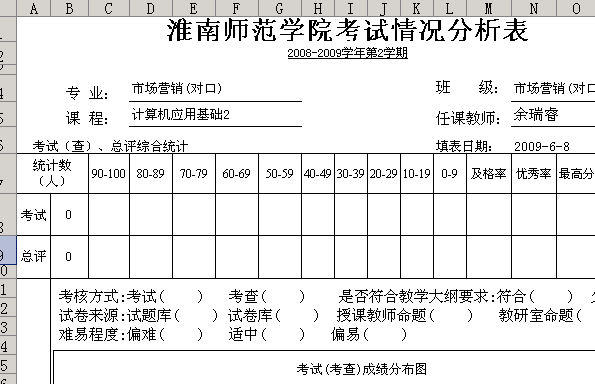 A B C D E F G H I J K L M N O
淮南师范学院考试情况分析表
2008-2009学年第2学期
专 业: 市场营销(对口) 班 级: 市场营销(对口
课 程: 计算机应用基础2 任课教师: 余瑞睿
考试（查）、总评综合统计 填表日期: 2009-6-8
统计数（人） 90-100 80-89 70-79 60-69 50-59 40-49 30-39 20-29 10-19 0-9 及格率 优秀率 最高分
考试 0
总评 0
考核方式:考试( ) 考查( ) 是否符合教学大纲要求:符合( )
试卷来源:试题库( ) 试卷库( ) 授课教师命题( ) 教研室命题(
难易程度:偏难( ) 适中( ) 偏易( )
考试(考查)成绩分布图